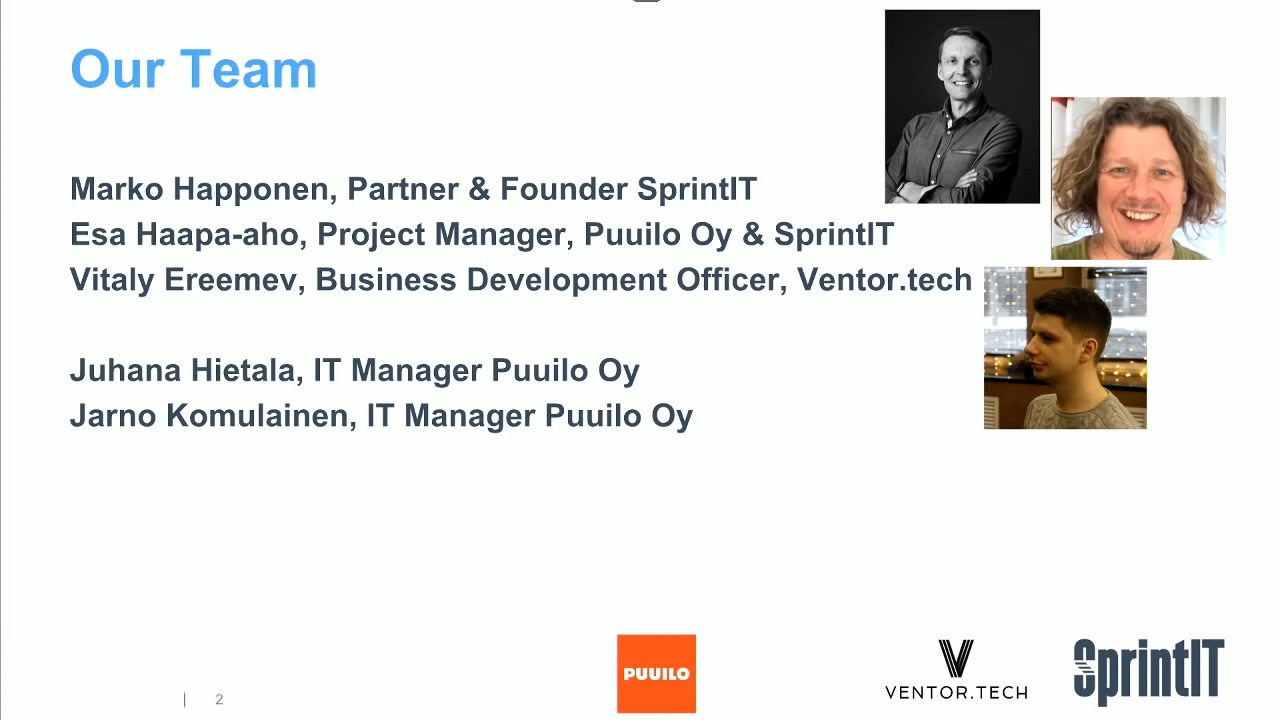 Our Team
Marko Happonen, Partner & Founder SprintIT
Esa Haapa-aho, Project Manager, Puuilo Oy & SprintIT
Vitaly Ereemev, Business Development Officer, Ventor.tech
Juhana Hietala, IT Manager Puuilo Oy
Jarno Komulainen, IT Manager Puuilo Oy
| 2
PUUILO
V
VENTOR.TECH
SprintIT